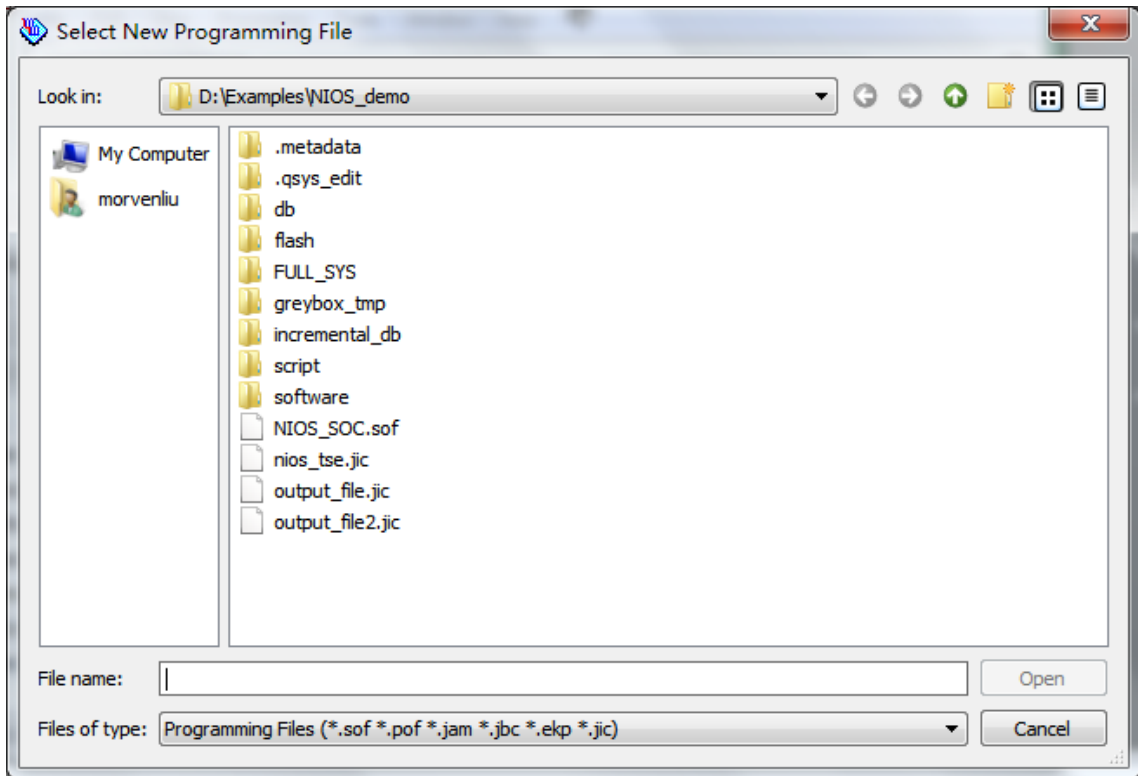 Select New Programming File
Look in:
D:\Examples\NIOS_demo
My Computer
morvenliu
.metadata
.qsys_edit
db
flash
FULL_SYS
greybox_tmp
incremental_db
script
software
NIOS_SOC.sof
nios_tse.jic
output_file.jic
output_file2.jic
File name:
Open
Files of type: Programming Files (*.sof *.pof *.jam *.jbc *.ekp *.jic)
Cancel